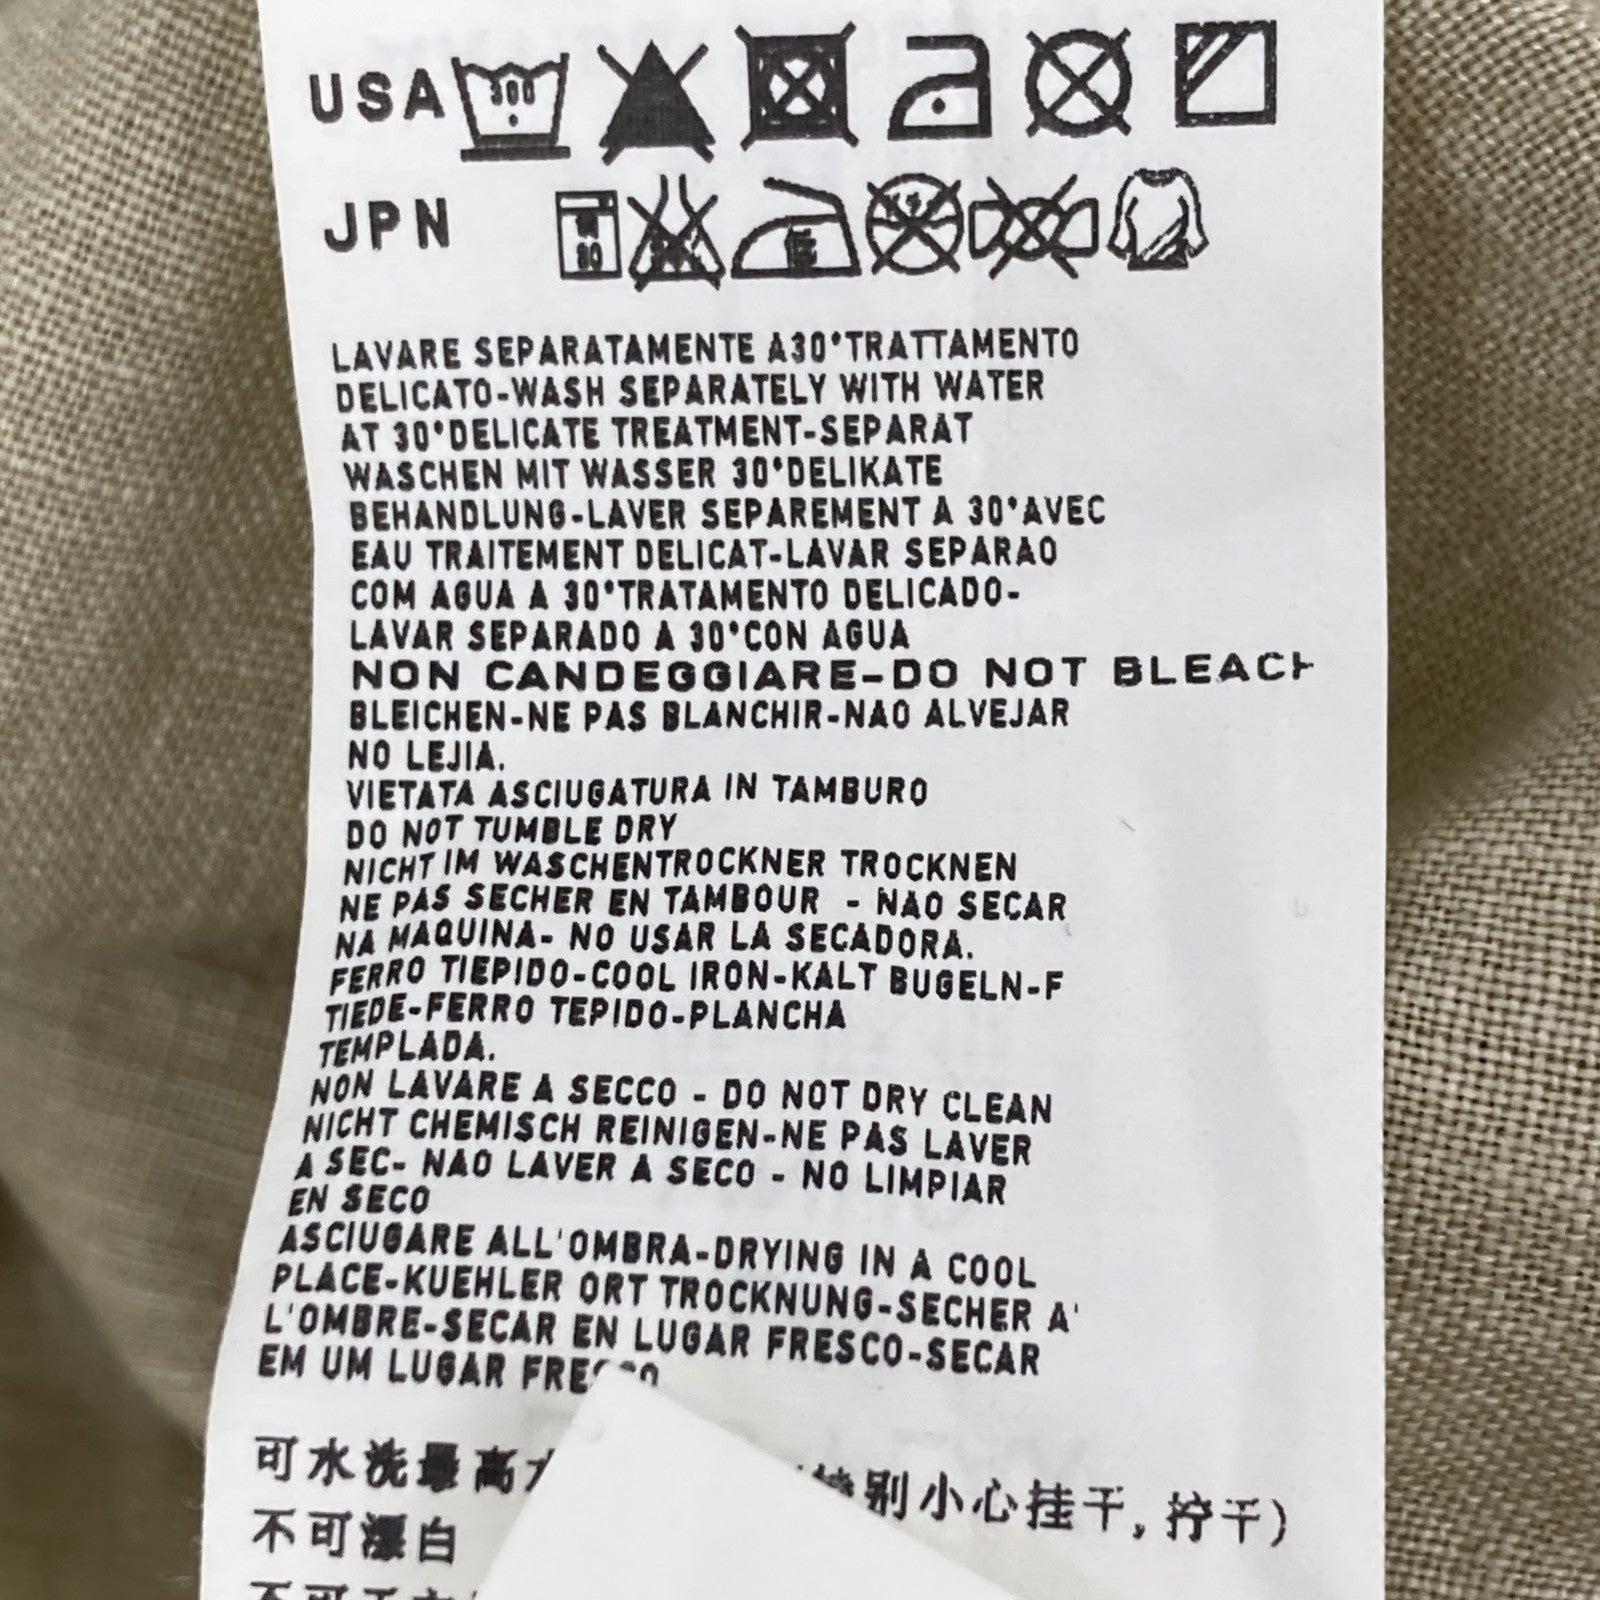 USA
JPN
LAVARE SEPARATAMENTE A30°TRATTAMENTO
DELICATO-WASH SEPARATELY WITH WATER
AT 30°DELICATE TREATMENT-SEPARAT
WASCHEN MIT WASSER 30°DELIKATE
BEHANDLUNG-LAVER SEPAREMENT A 30°AVEC
EAU TRAITEMENT DELICAT-LAVAR SEPARAO
COM AGUA A 30°TRATAMENTO DELICADO-
LAVAR SEPARADO A 30°CON AGUA
NON CANDEGGIARE-DO NOT BLEACH
BLEICHEN-NE PAS BLANCHIR-NAO ALVEJAR
NO LEJIA.
VIETATA ASCIUGATURA IN TAMBURO
DO NOT TUMBLE DRY
NICHT IM WASCHENTROCKNER TROCKNEN
NE PAS SECHER EN TAMBOUR - NAO SECAR
NA MAQUINA- NO USAR LA SECADORA.
FERRO TIEPIDO-COOL IRON-KALT BUGELN-F
TIEDE-FERRO TEPIDO-PLANCHA
TEMPLADA.
NON LAVARE A SECCO - DO NOT DRY CLEAN
NICHT CHEMISCH REINIGEN-NE PAS LAVER
A SEC- NAO LAVER A SECO - NO LIMPIAR
EN SECO
ASCIUGARE ALL'OMBRA-DRYING IN A COOL
PLACE-KUEHLER ORT TROCKNUNG-SECHER A'
L'OMBRE-SECAR EN LUGAR FRESCO-SECAR
EM UM LUGAR
可水洗最高 别小心挂干,拧干)
不可漂白